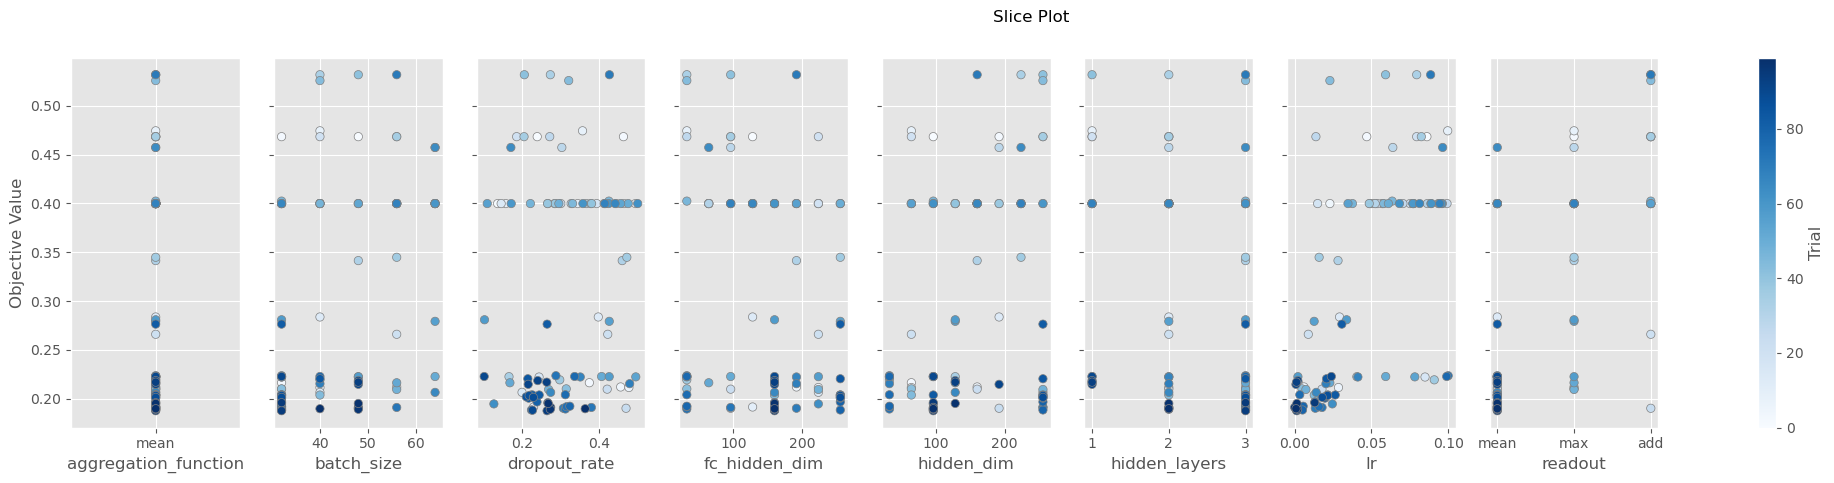 Slice Plot
Objective Value
0.50
0.45
0.40
0.35
0.30
0.25
0.20
mean
aggregation_function
40 50 60
batch_size
0.2 0.4
dropout_rate
100 200
fc_hidden_dim
100 200
hidden_dim
1 2 3
hidden_layers
0.00 0.05 0.10
lr
mean max add
readout
80
60
40
20
0
Trial